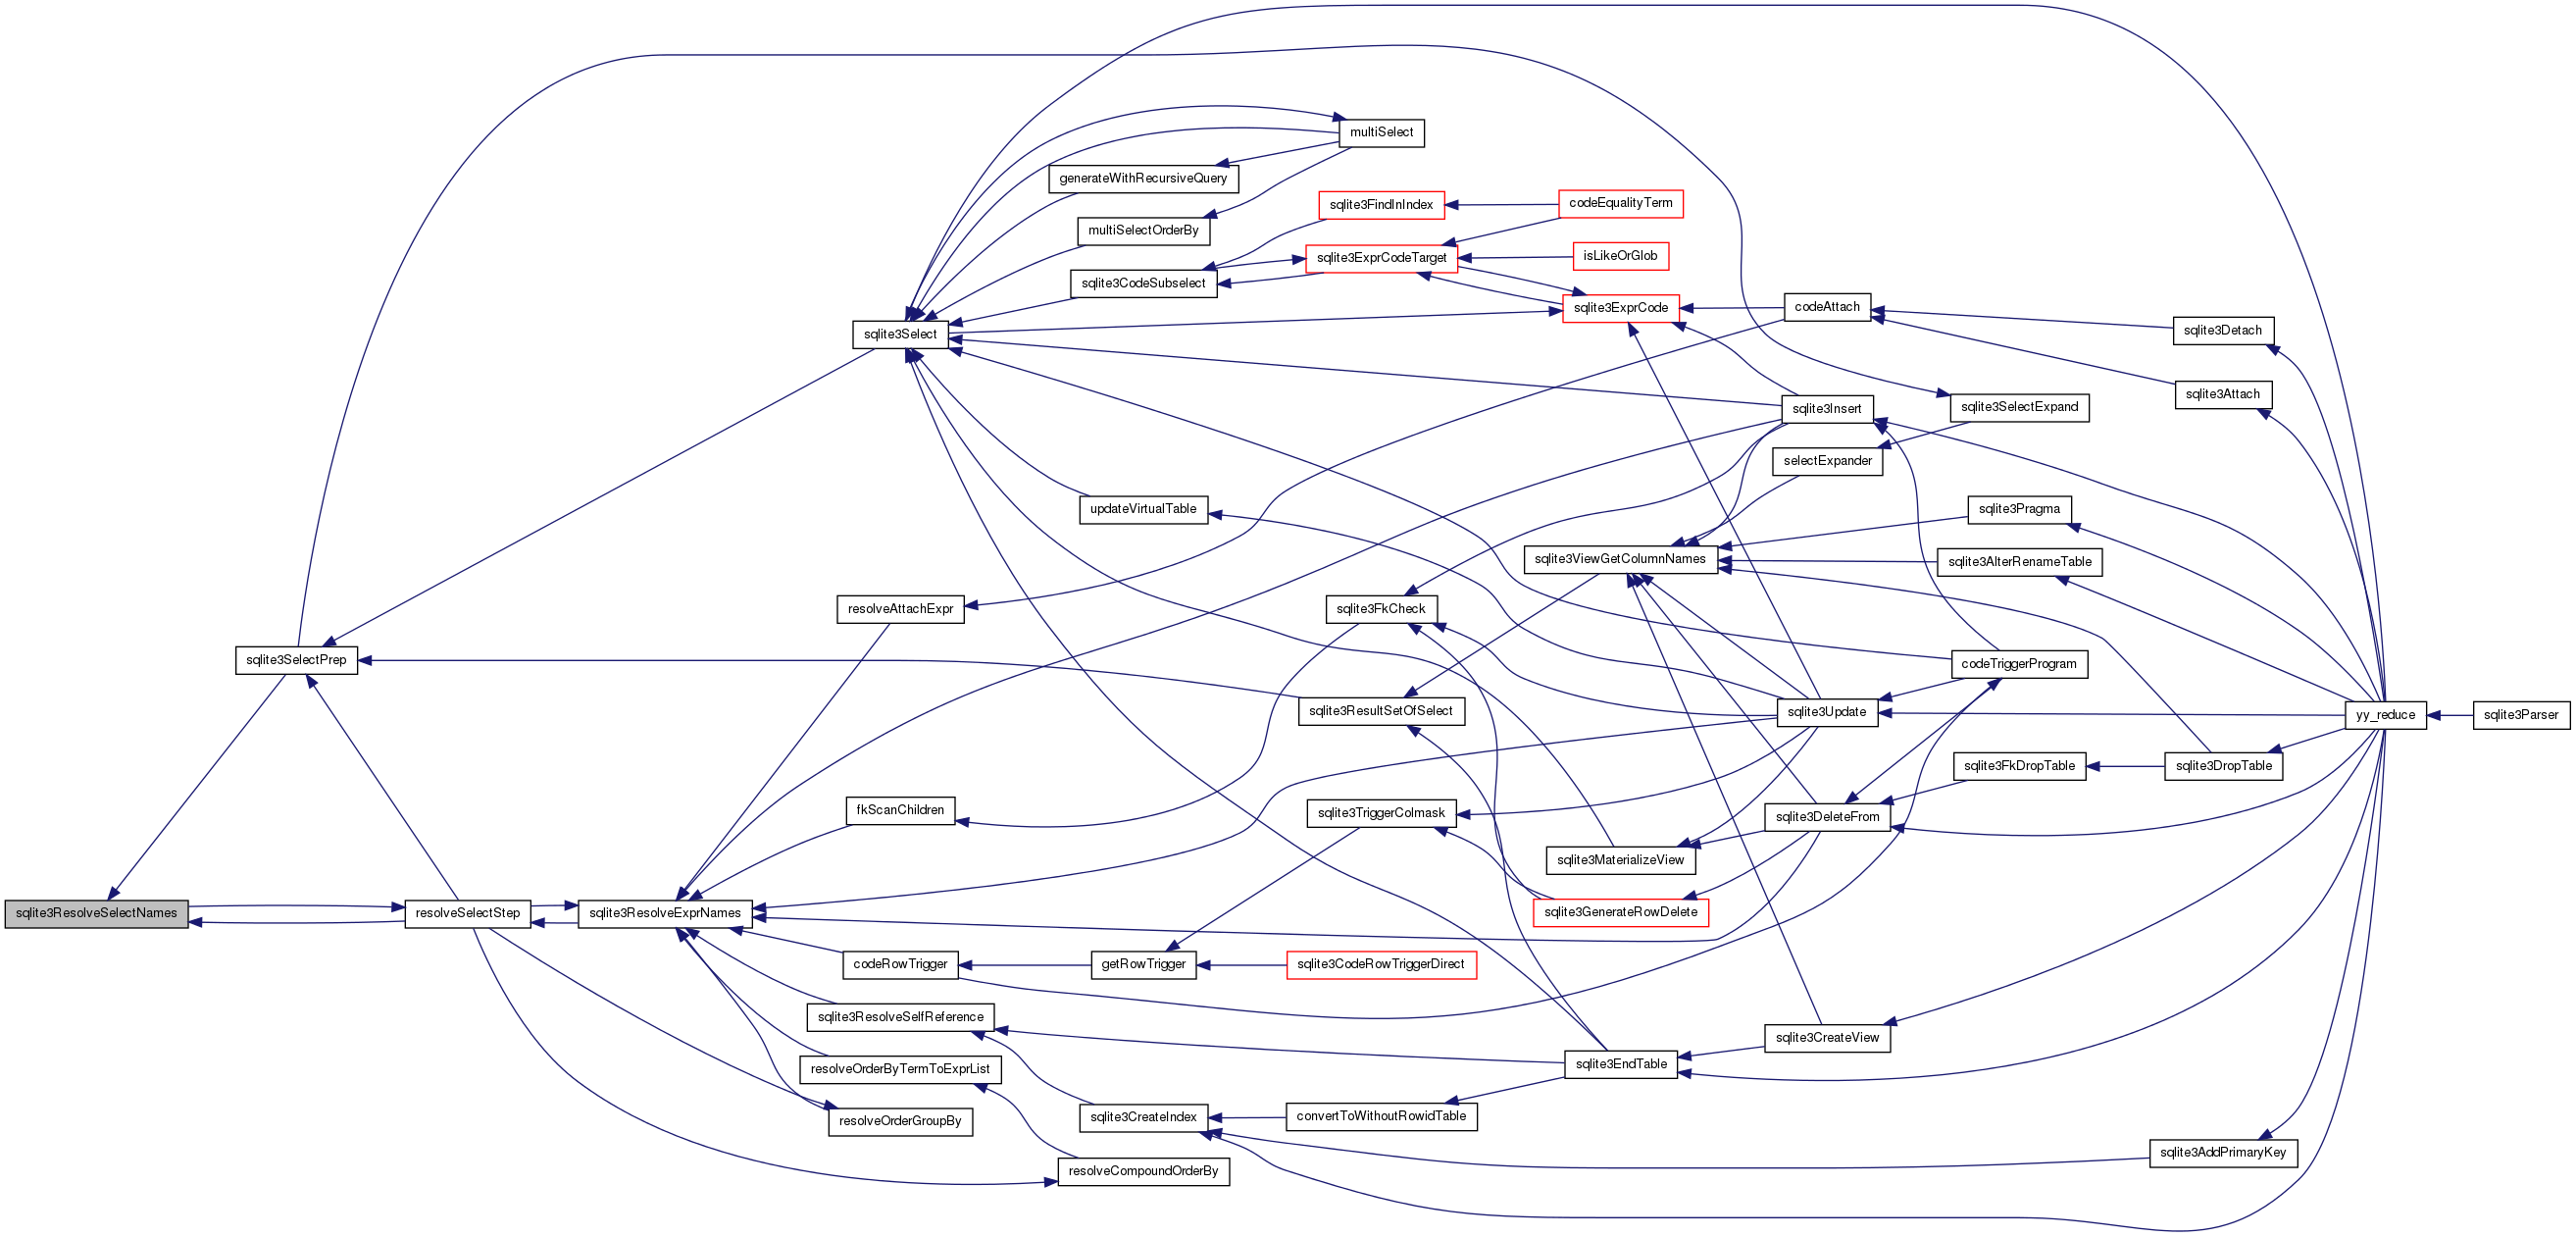 multiSelect
generateWithRecursiveQuery
sqlite3FindInIndex
codeEqualityTerm
multiSelectOrderBy
sqlite3ExprCodeTarget
isLikeOrGlob
sqlite3CodeSubselect
sqlite3ExprCode
codeAttach
sqlite3Select
sqlite3Detach
sqlite3Attach
sqlite3Insert
sqlite3SelectExpand
selectExpander
updateVirtualTable
sqlite3Pragma
sqlite3ViewGetColumnNames
sqlite3AlterRenameTable
resolveAttachExpr
sqlite3FkCheck
sqlite3SelectPrep
codeTriggerProgram
sqlite3ResultSetOfSelect
sqlite3Update
yy_reduce
sqlite3Parser
sqlite3FkDropTable
sqlite3DropTable
fkScanChildren
sqlite3TriggerColmask
sqlite3DeleteFrom
sqlite3MaterializeView
sqlite3ResolveSelectNames
resolveSelectStep
sqlite3ResolveExprNames
sqlite3GenerateRowDelete
codeRowTrigger
getRowTrigger
sqlite3CodeRowTriggerDirect
sqlite3ResolveSelfReference
sqlite3CreateView
resolveOrderByTermToExprList
sqlite3EndTable
resolveOrderGroupBy
sqlite3CreateIndex
convertToWithoutRowidTable
sqlite3AddPrimaryKey
resolveCompoundOrderBy